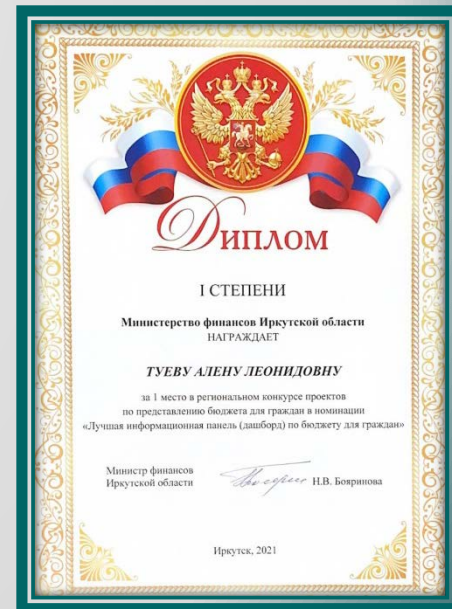 Диплом
I СТЕПЕНИ
Министерство финансов Иркутской области
НАГРАЖДАЕТ
ТУЕВУ АЛЕНУ ЛЕОНИДОВНУ
за 1 место в региональном конкурсе проектов
по представлению бюджета для граждан в номинации
«Лучшая информационная панель (дашборд) по бюджету для граждан»
Министр финансов
Иркутской области
Н.В. Бояринова
Иркутск, 2021